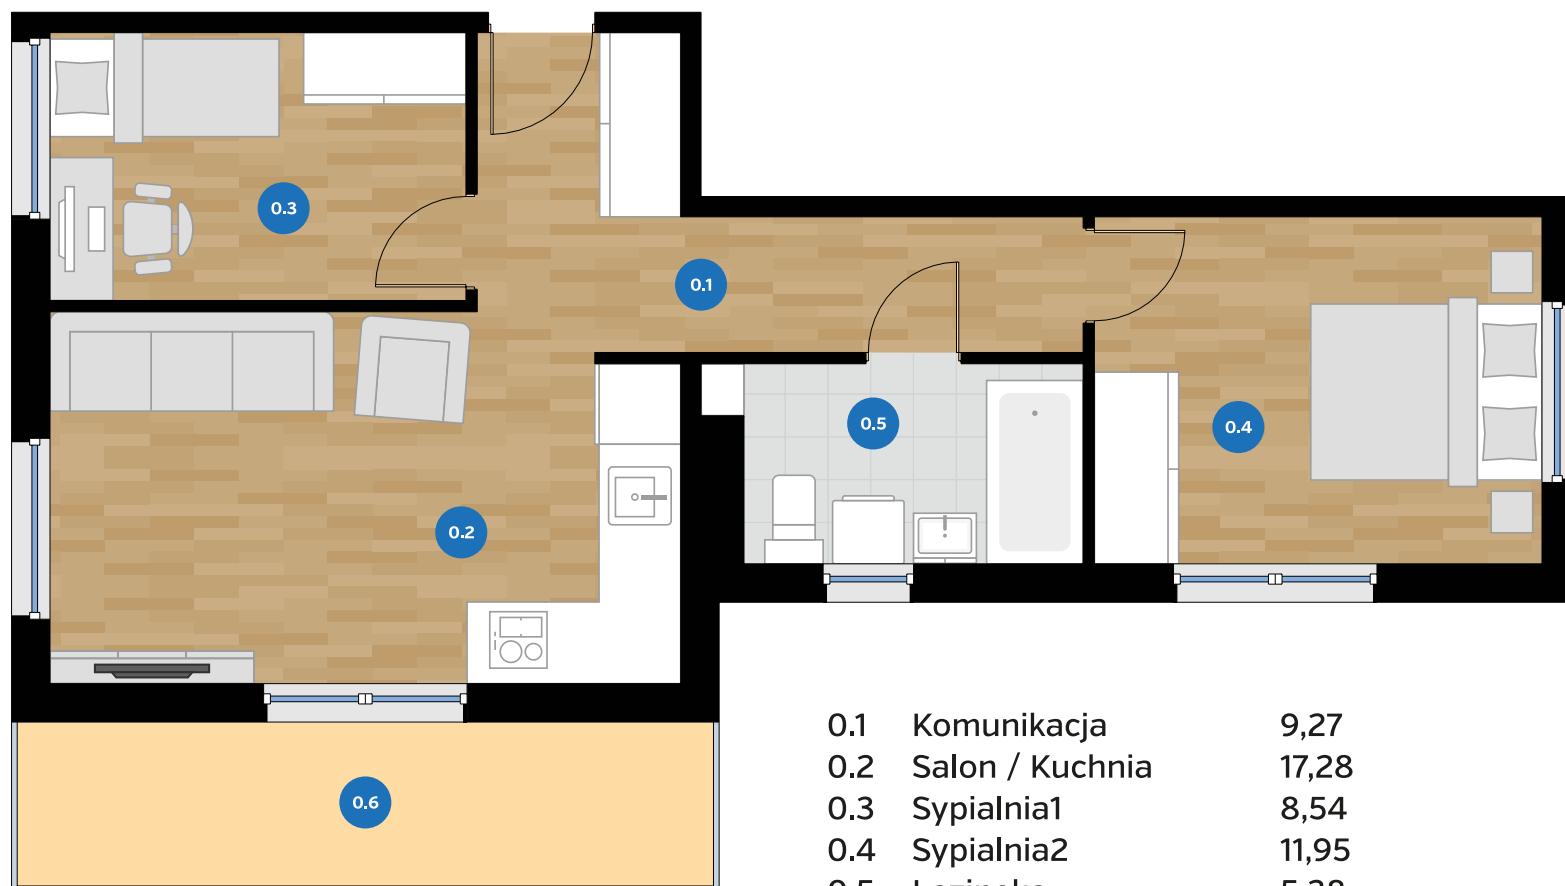 0.3
0.1
0.5
0.4
0.2
0.6
0.1 Komunikacja 9,27
0.2 Salon / Kuchnia 17,28
0.3 Sypialnia1 8,54
0.4 Sypialnia2 11,95